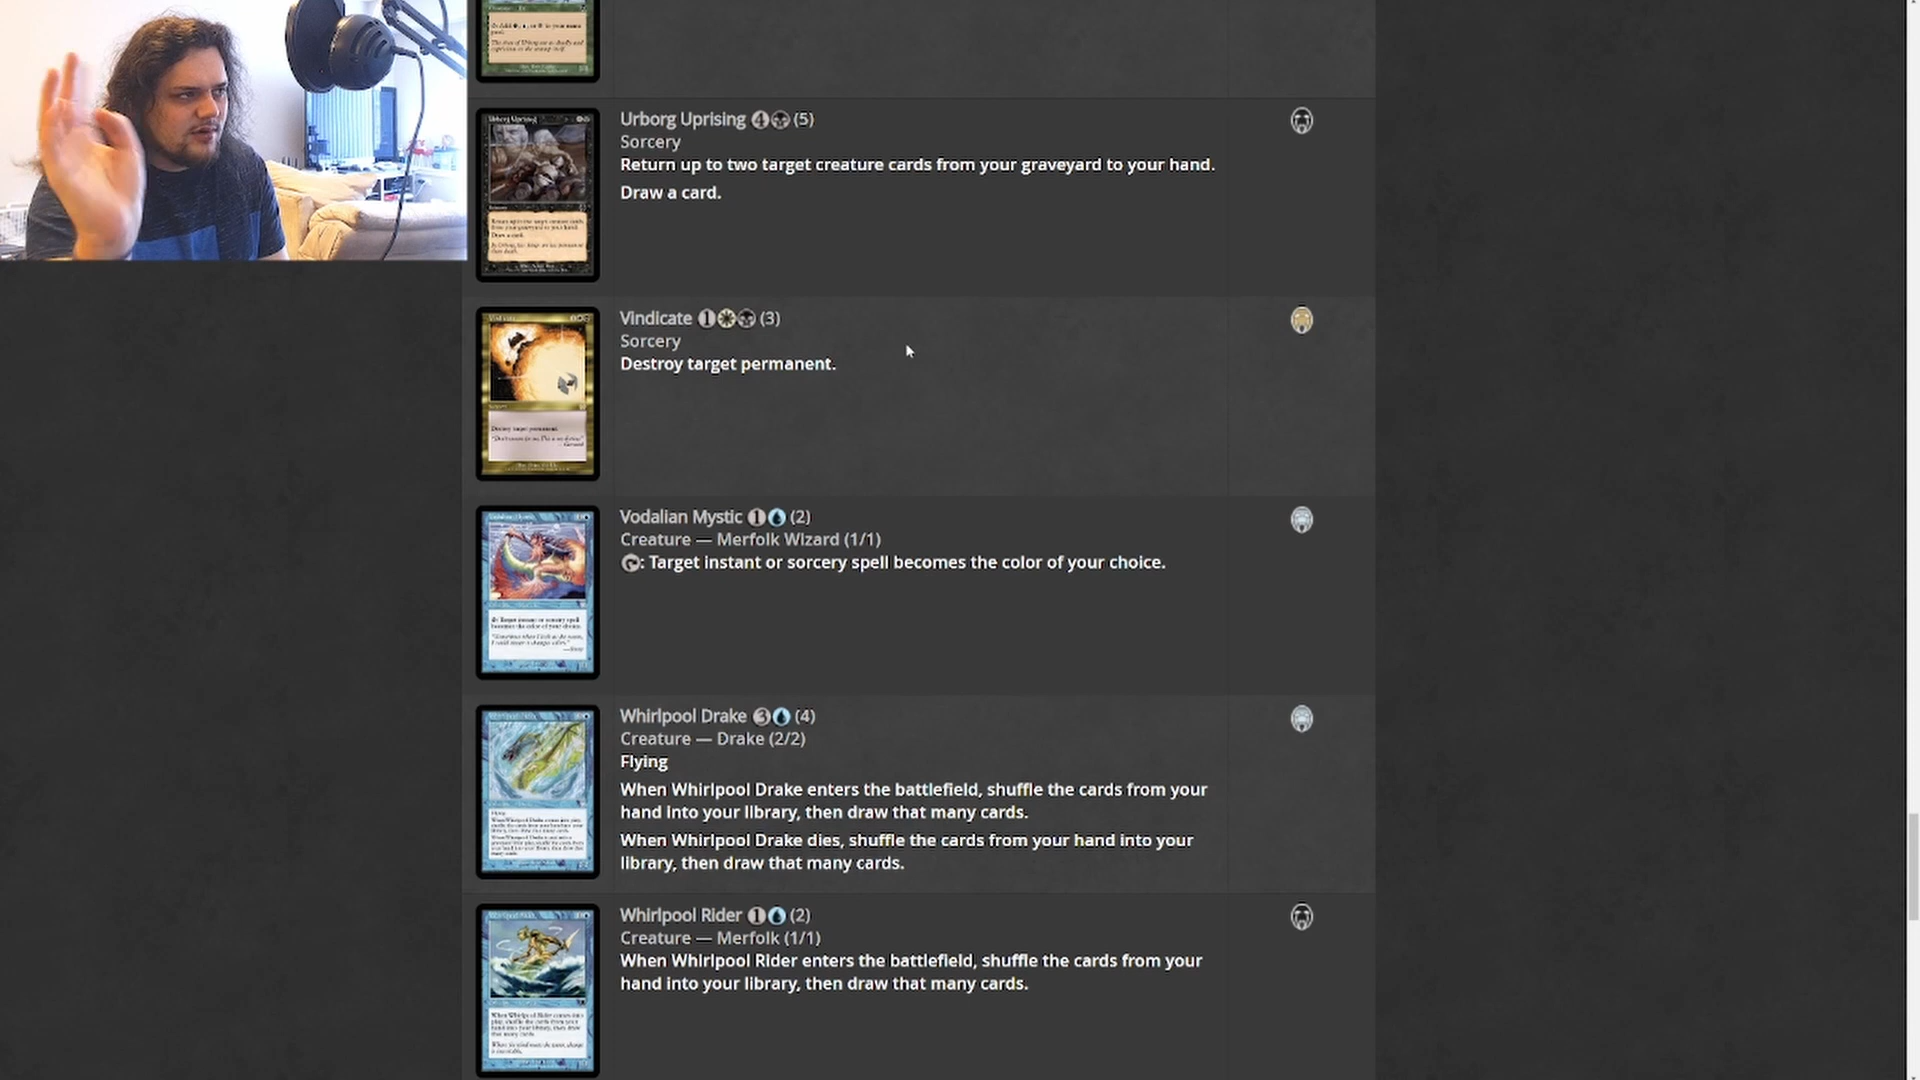 Urborg Uprising 4 (5)
Sorcery
Return up to two target creature cards from your graveyard to your hand.
Draw a card.
Vindicate 1 (3)
Sorcery
Destroy target permanent.
Vodalian Mystic 1 (2)
Creature — Merfolk Wizard (1/1)
: Target instant or sorcery spell becomes the color of your choice.
Whirlpool Drake 3 (4)
Creature — Drake (2/2)
Flying
When Whirlpool Drake enters the battlefield, shuffle the cards from your
hand into your library, then draw that many cards.
When Whirlpool Drake dies, shuffle the cards from your hand into your
library, then draw that many cards.
Whirlpool Rider 1 (2)
Creature — Merfolk (1/1)
When Whirlpool Rider enters the battlefield, shuffle the cards from your
hand into your library, then draw that many cards.